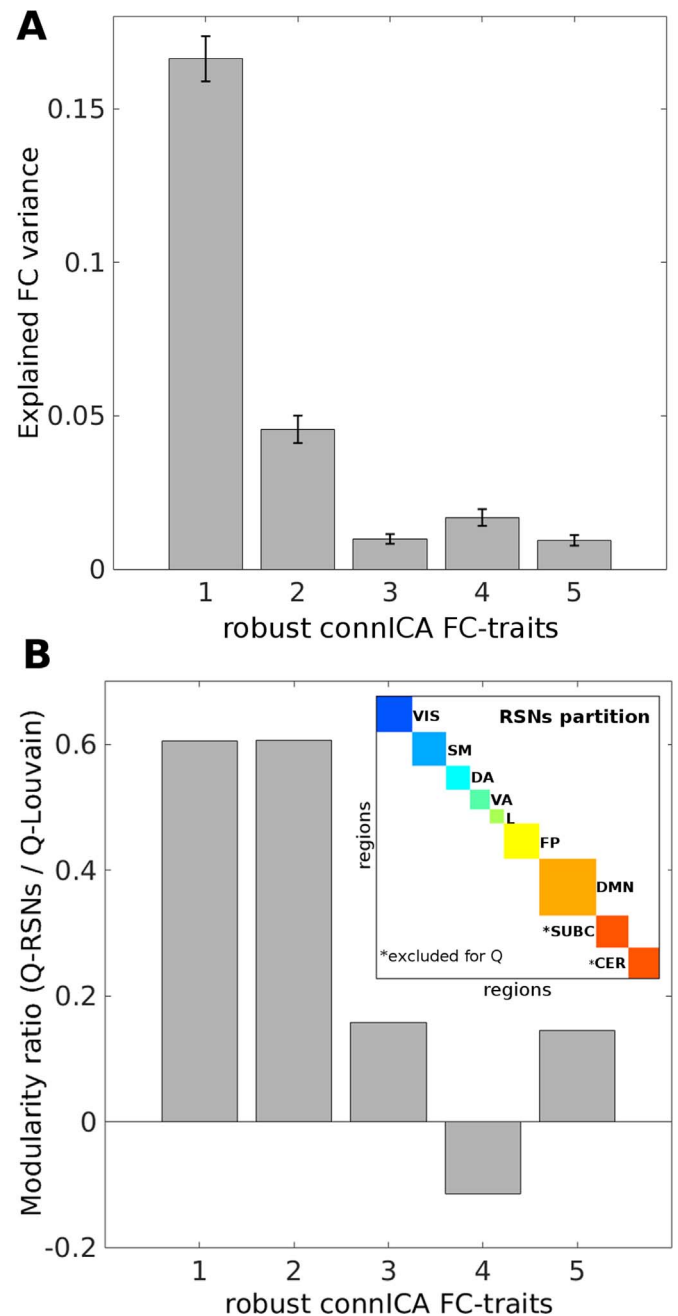 A
Explained FC variance
0.15
0.1
0.05
0
1 2 3 4 5
robust connICA FC-traits
B
Modularity ratio (Q-RSNs / Q-Louvain)
0.6
0.4
0.2
0
-0.2
RSNs partition
VIS
SM
DA
VA
L
FP
DMN
*SUBC
*CER
*excluded for Q
regions
regions
1 2 3 4 5
robust connICA FC-traits